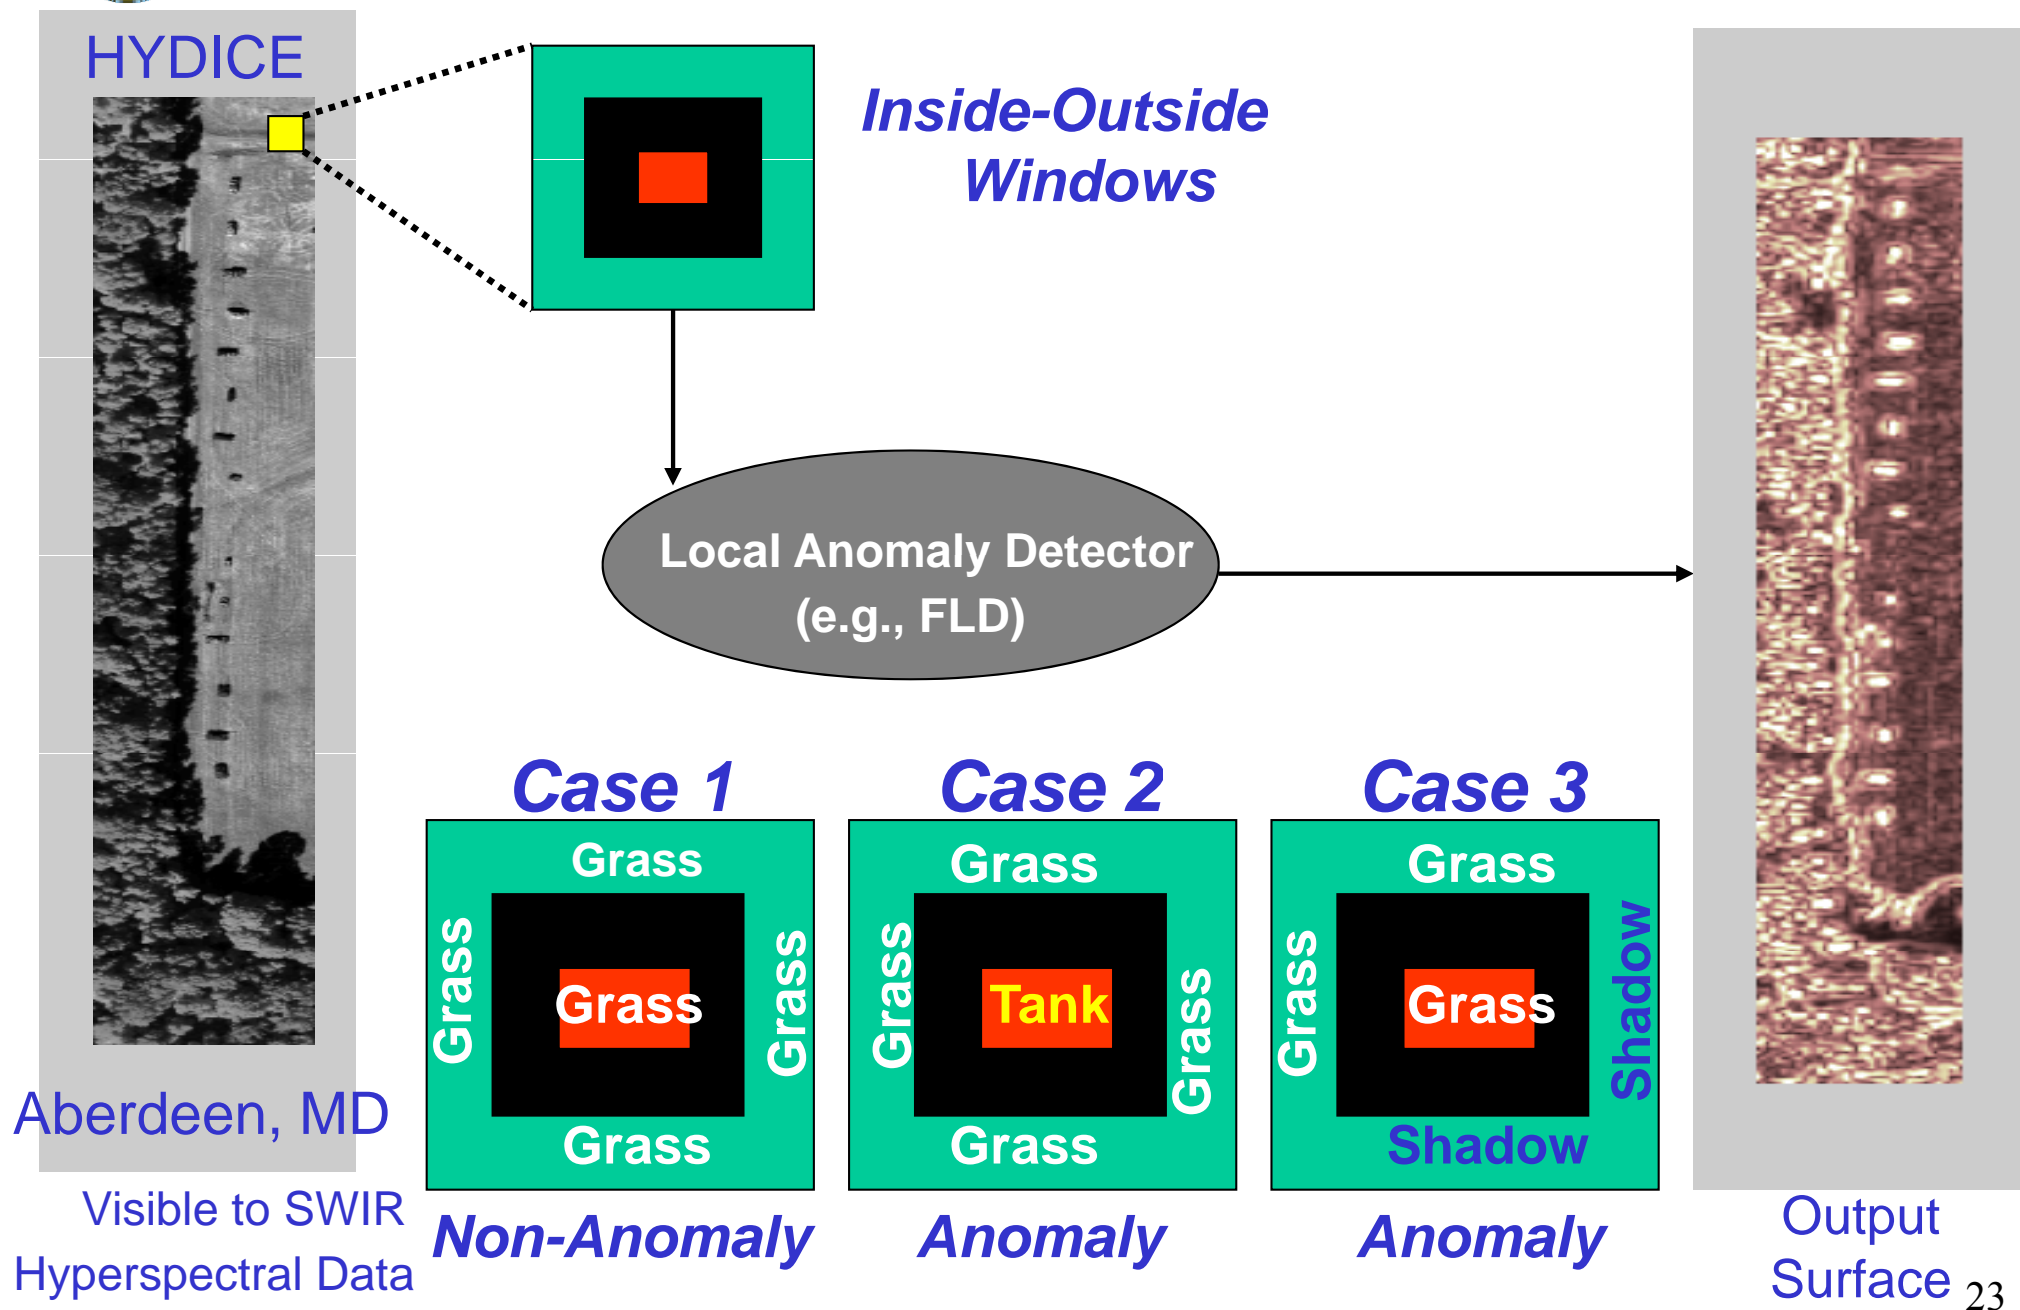 HYDICE
Inside-Outside
Windows
Local Anomaly Detector
(e.g., FLD)
Case 1
Case 2
Case 3
Grass
Grass
Grass
Grass
Grass
Grass
Grass
Tank
Grass
Grass
Grass
Grass
Grass
Shadow
Shadow
Non-Anomaly
Anomaly
Anomaly
Aberdeen, MD
Visible to SWIR
Hyperspectral Data
Output
Surface
23